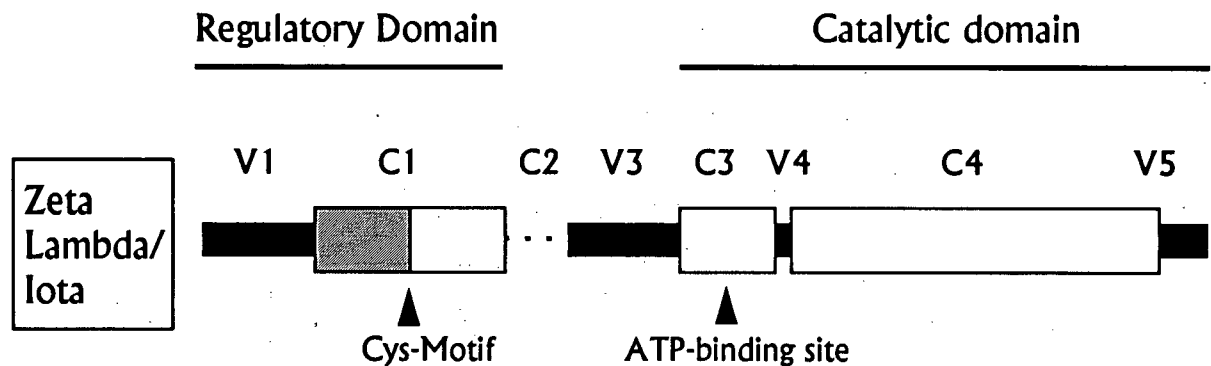 Regulatory Domain
Catalytic domain
V1 C1 C2 V3 C3 V4 C4 V5
Zeta
Lambda/
Iota
Cys-Motif
ATP-binding site